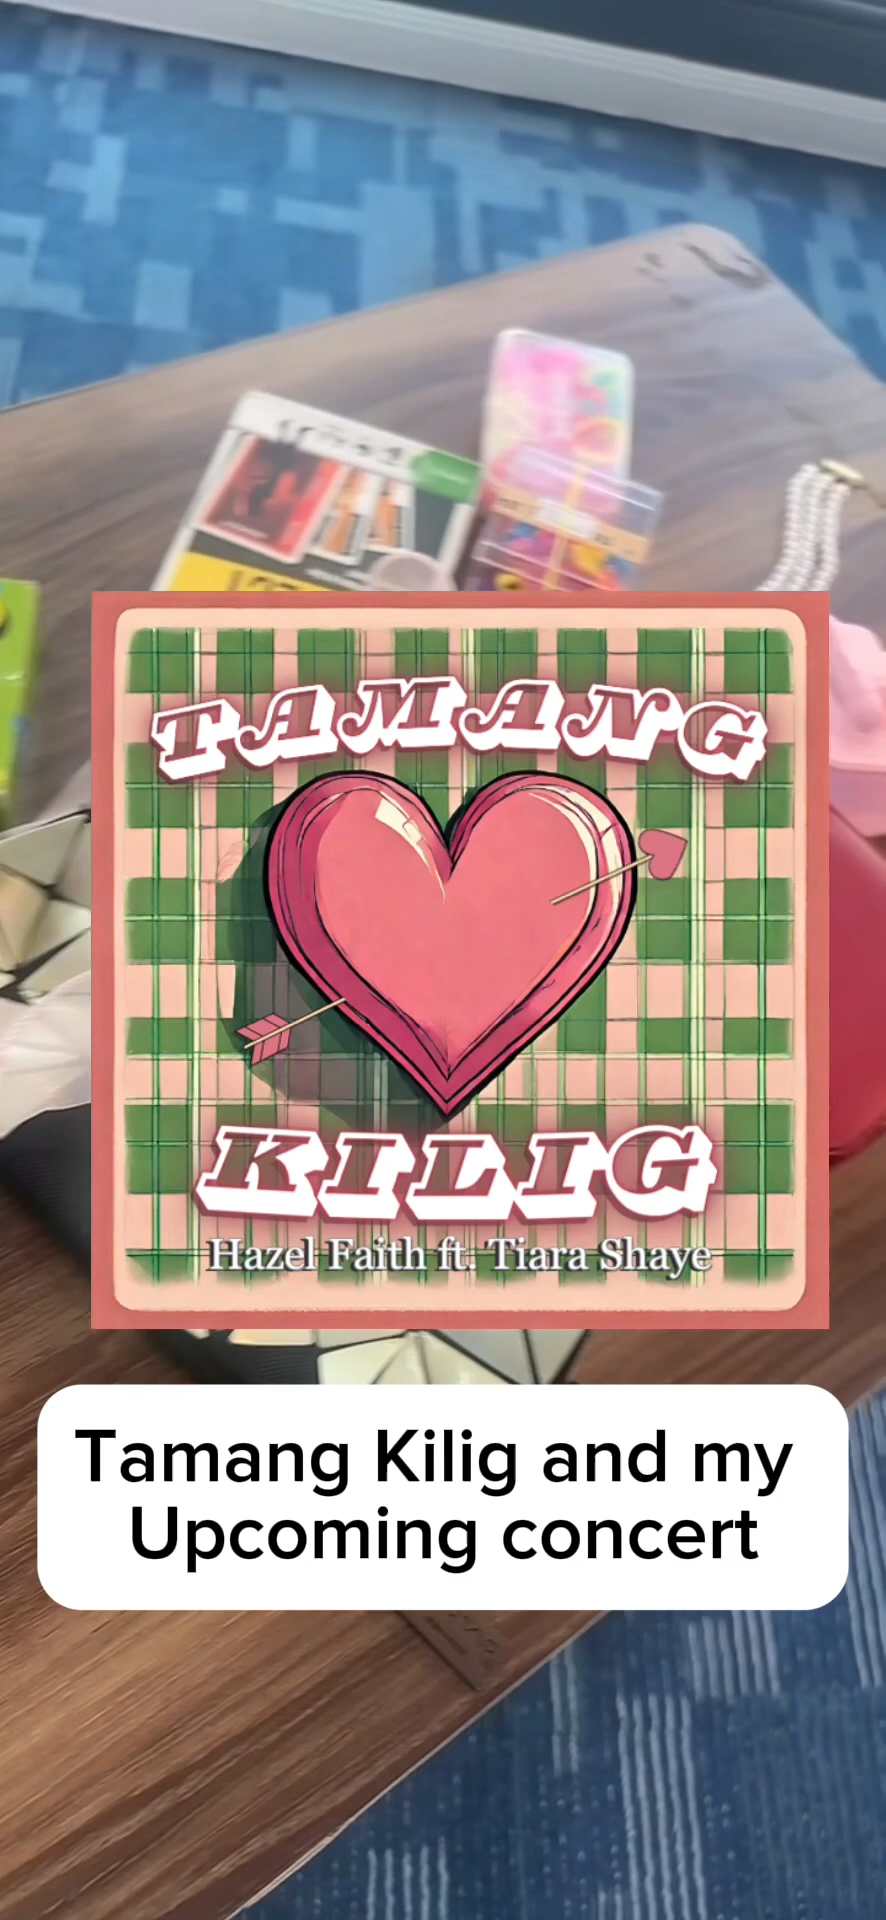 TAMANG
KILIG
Hazel Faith ft. Tiara Shaye
Tamang Kilig and my
Upcoming concert